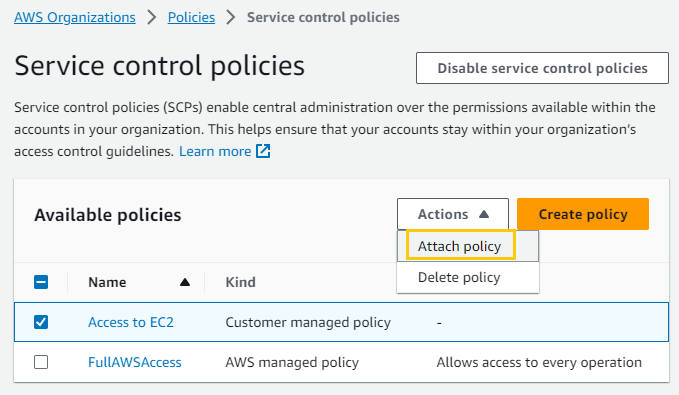 AWS Organizations > Policies > Service control policies
Service control policies
Disable service control policies
Service control policies (SCPs) enable central administration over the permissions available within the
accounts in your organization. This helps ensure that your accounts stay within your organization's
access control guidelines. Learn more
Available policies
Actions
Create policy
Attach policy
Delete policy
Name
Kind
Access to EC2 Customer managed policy -
FullAWSAccess AWS managed policy Allows access to every operation